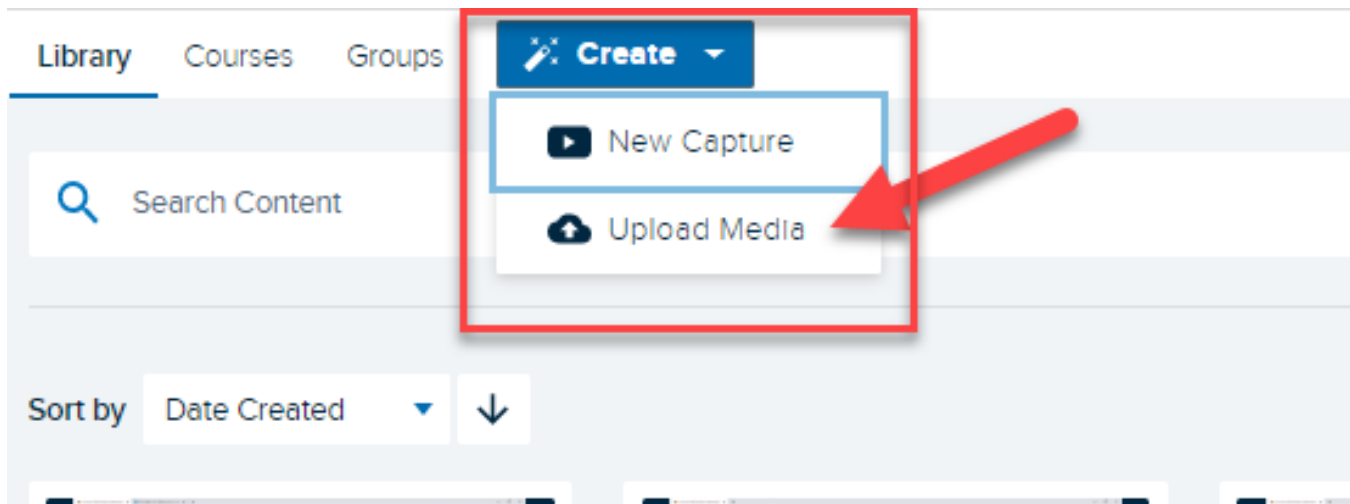 Library Courses Groups Create
New Capture
Search Content
Upload Media
Sort by Date Created